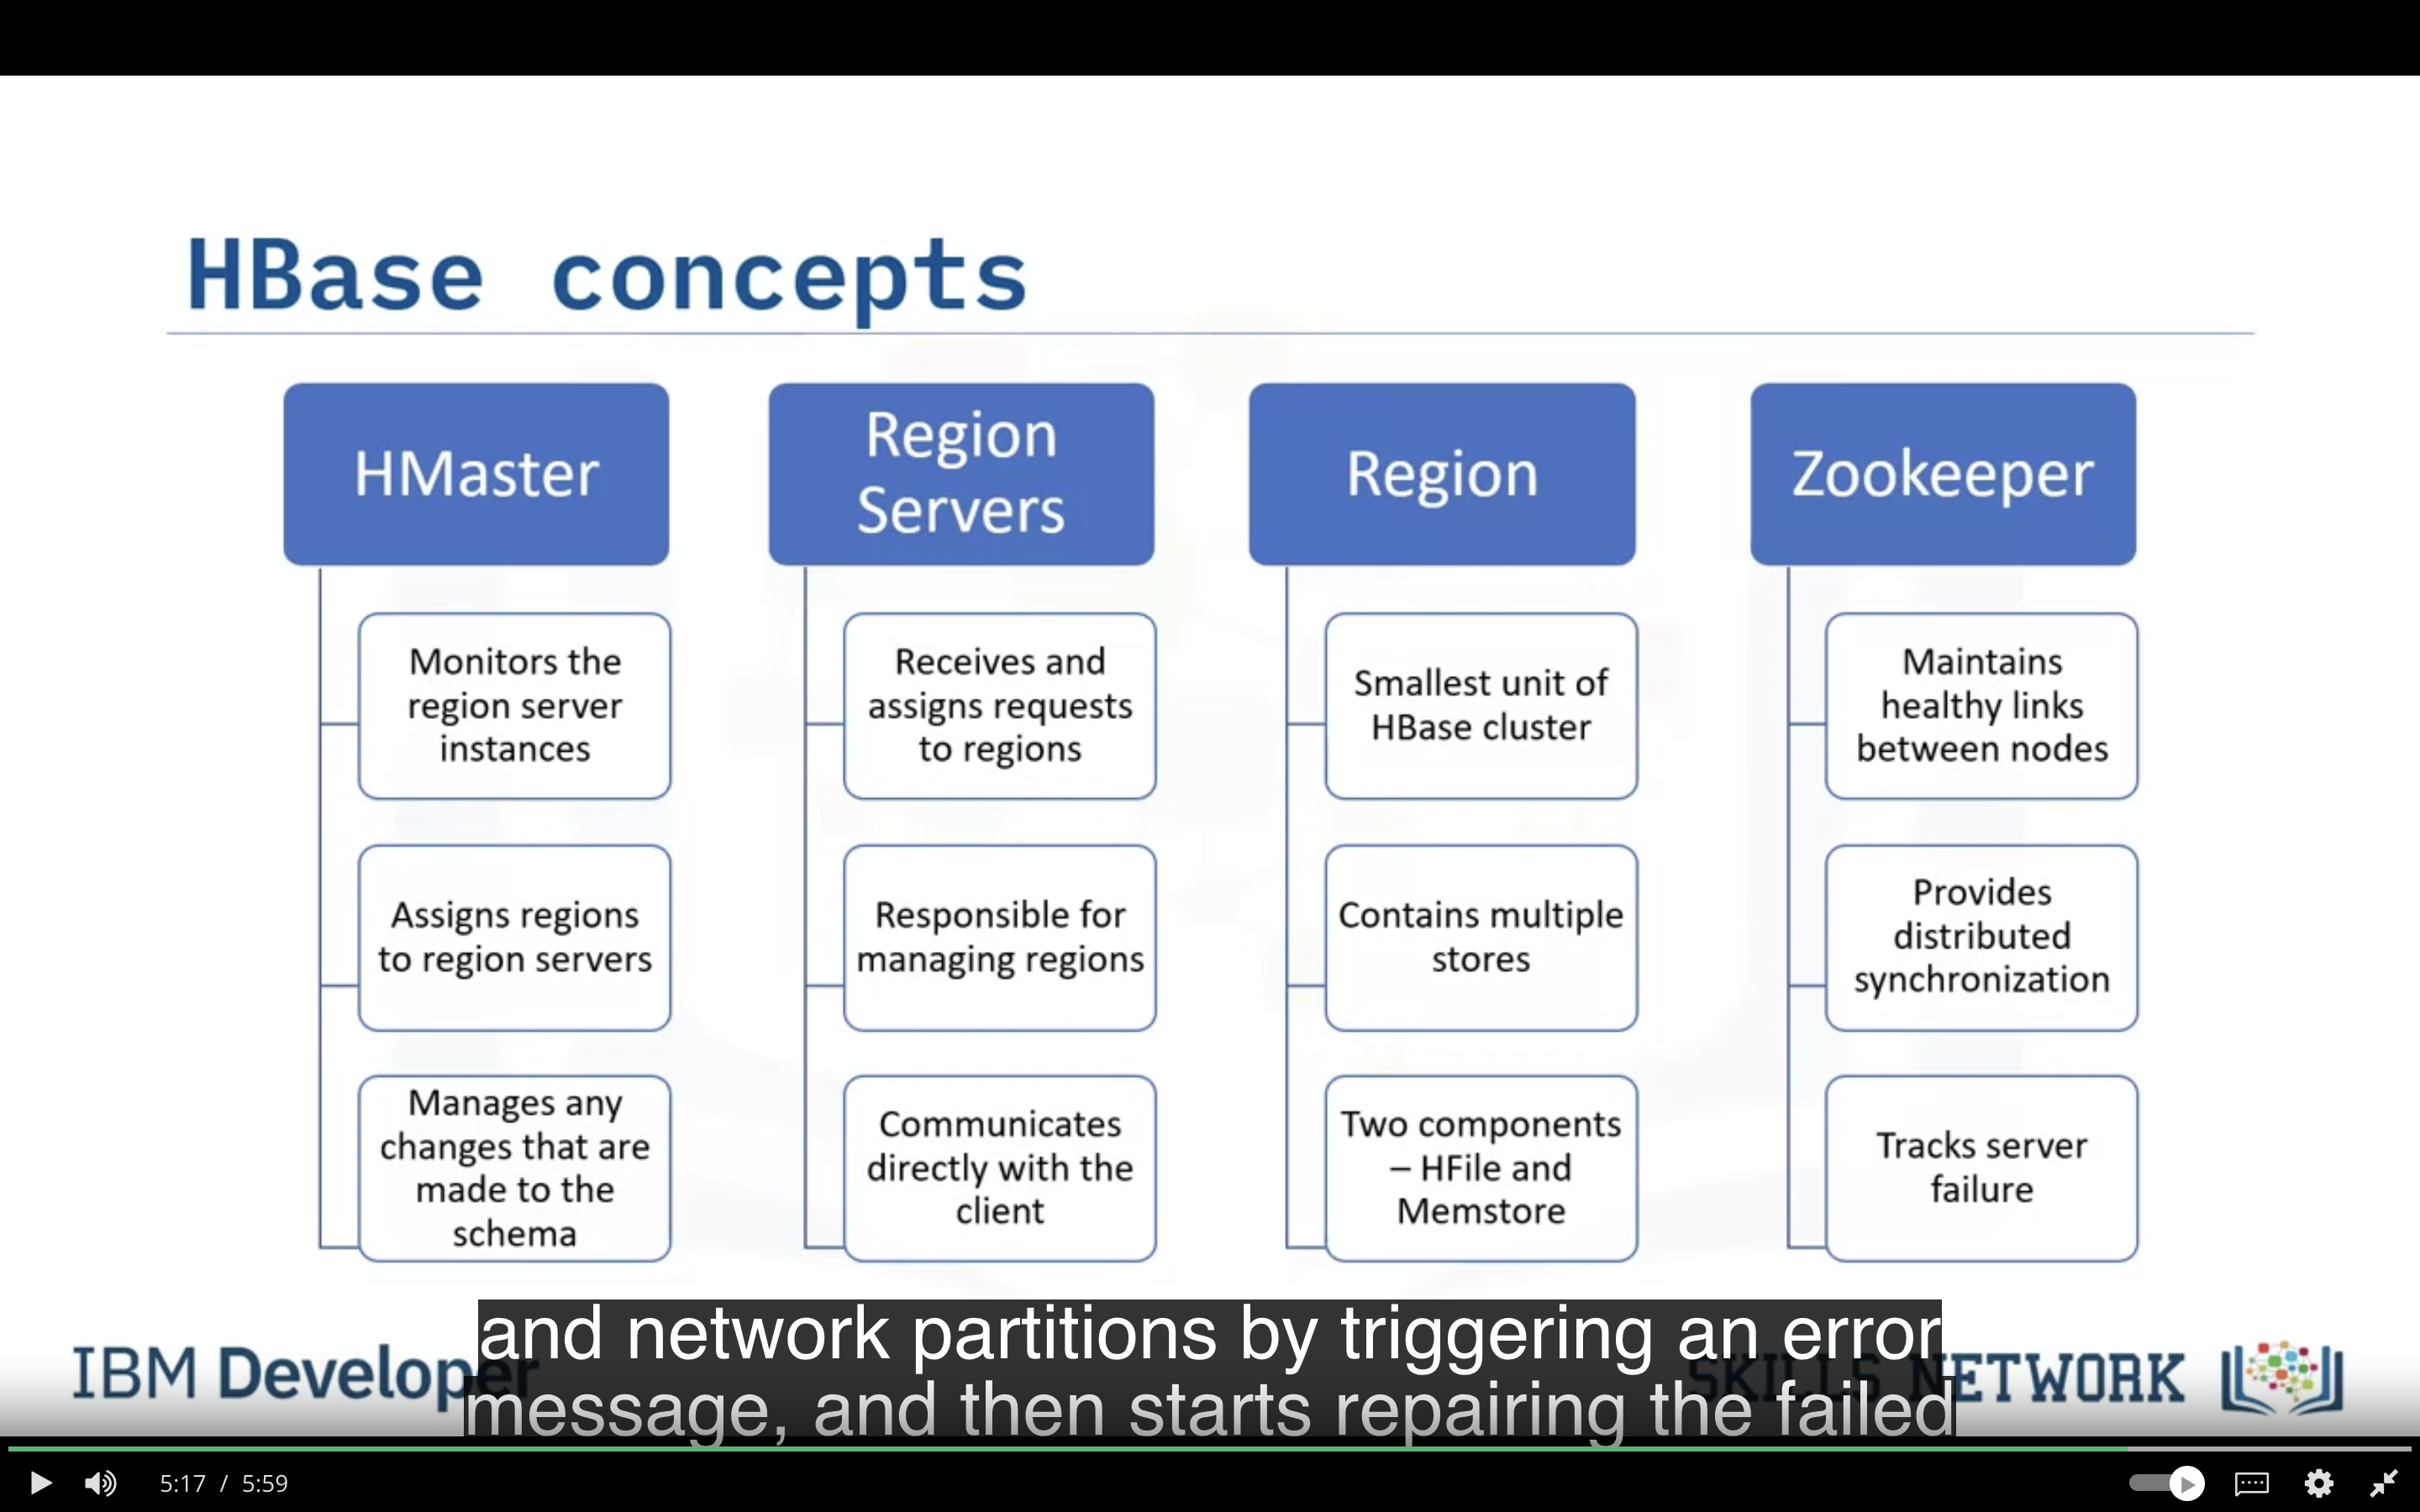 HBase concepts
HMaster
Monitors the
region server
instances
Assigns regions
to region servers
Manages any
changes that are
made to the
schema
Region
Servers
Receives and
assigns requests
to regions
Responsible for
managing regions
Communicates
directly with the
client
Region
Smallest unit of
HBase cluster
Contains multiple
stores
Two components
– HFile and
Memstore
Zookeeper
Maintains
healthy links
between nodes
Provides
distributed
synchronization
Tracks server
failure
IBM Developer
SKILLS NETWORK
and network partitions by triggering an error
message, and then starts repairing the failed
5:17 / 5:59